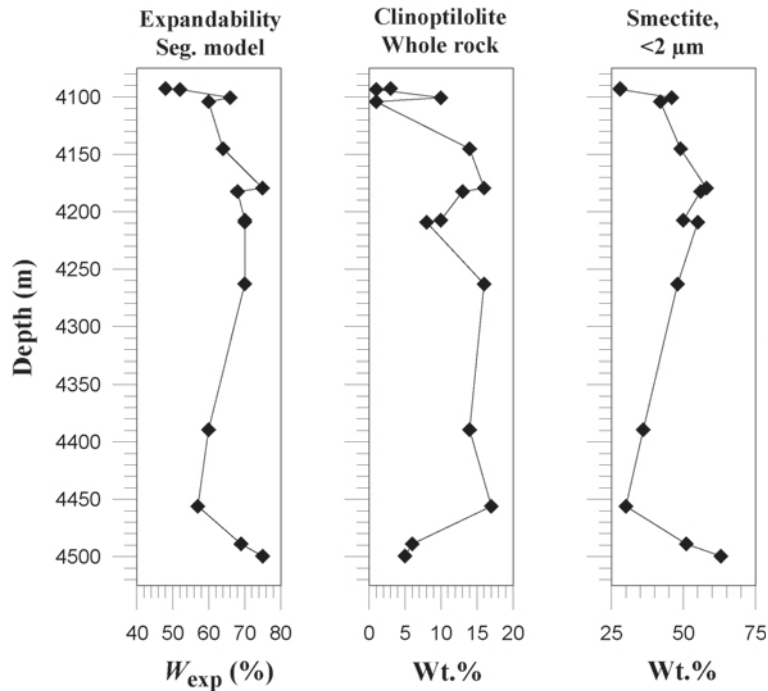 Expandability
Seg. model
Clinoptilolite
Whole rock
Smectite,
<2 µm
Depth (m)
4100
4150
4200
4250
4300
4350
4400
4450
4500
40 50 60 70 80
0 5 10 15 20
25 50 75
Wexp (%)
Wt.%
Wt.%